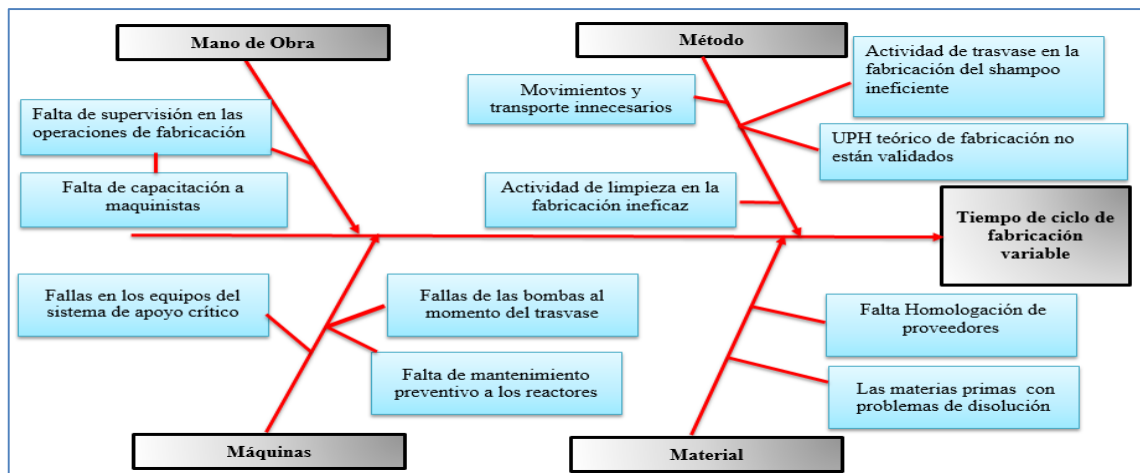 Mano de Obra
Método
Actividad de trasvase en la
fabricación del shampoo
ineficiente
Movimientos y
transporte innecesarios
Falta de supervisión en las
operaciones de fabricación
UPH teórico de fabricación no
están validados
Falta de capacitación a
maquinistas
Actividad de limpieza en la
fabricación ineficaz
Tiempo de ciclo de
fabricación
variable
Fallas en los equipos del
sistema de apoyo crítico
Fallas de las bombas al
momento del trasvase
Falta Homologación de
proveedores
Falta de mantenimiento
preventivo a los reactores
Las materias primas con
problemas de disolución
Máquinas
Material